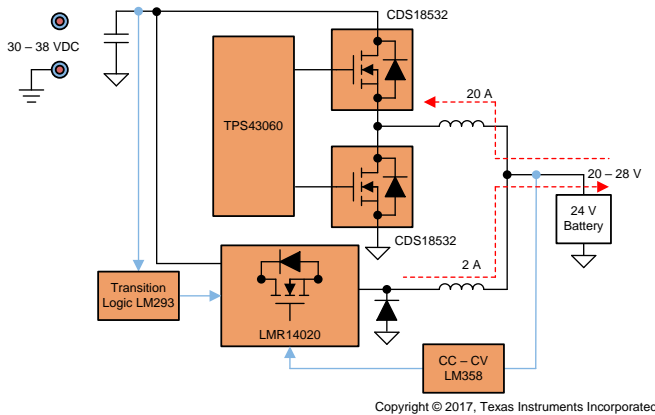 CDS18532
30 – 38 VDC
20 A
TPS43060
20 – 28 V
24 V
Battery
CDS18532
2 A
Transition
Logic LM293
LMR14020
CC – CV
LM358
Copyright © 2017, Texas Instruments Incorporated